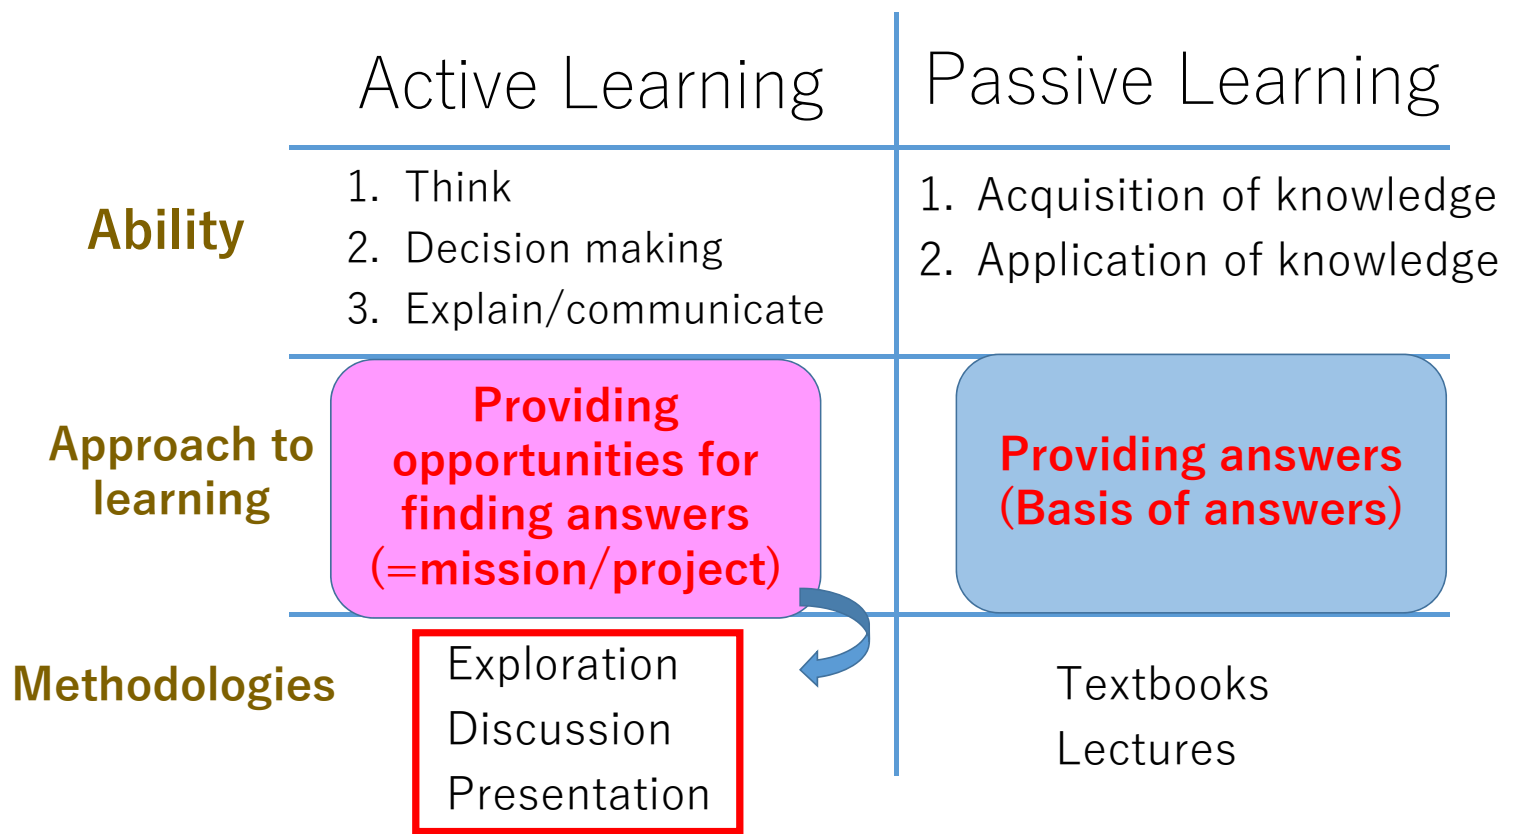 Active Learning
Passive Learning
Ability
1. Think
2. Decision making
3. Explain/communicate
1. Acquisition of knowledge
2. Application of knowledge
Approach to
learning
Providing
opportunities for
finding answers
(=mission/project)
Providing answers
(Basis of answers)
Methodologies
Exploration
Discussion
Presentation
Textbooks
Lectures